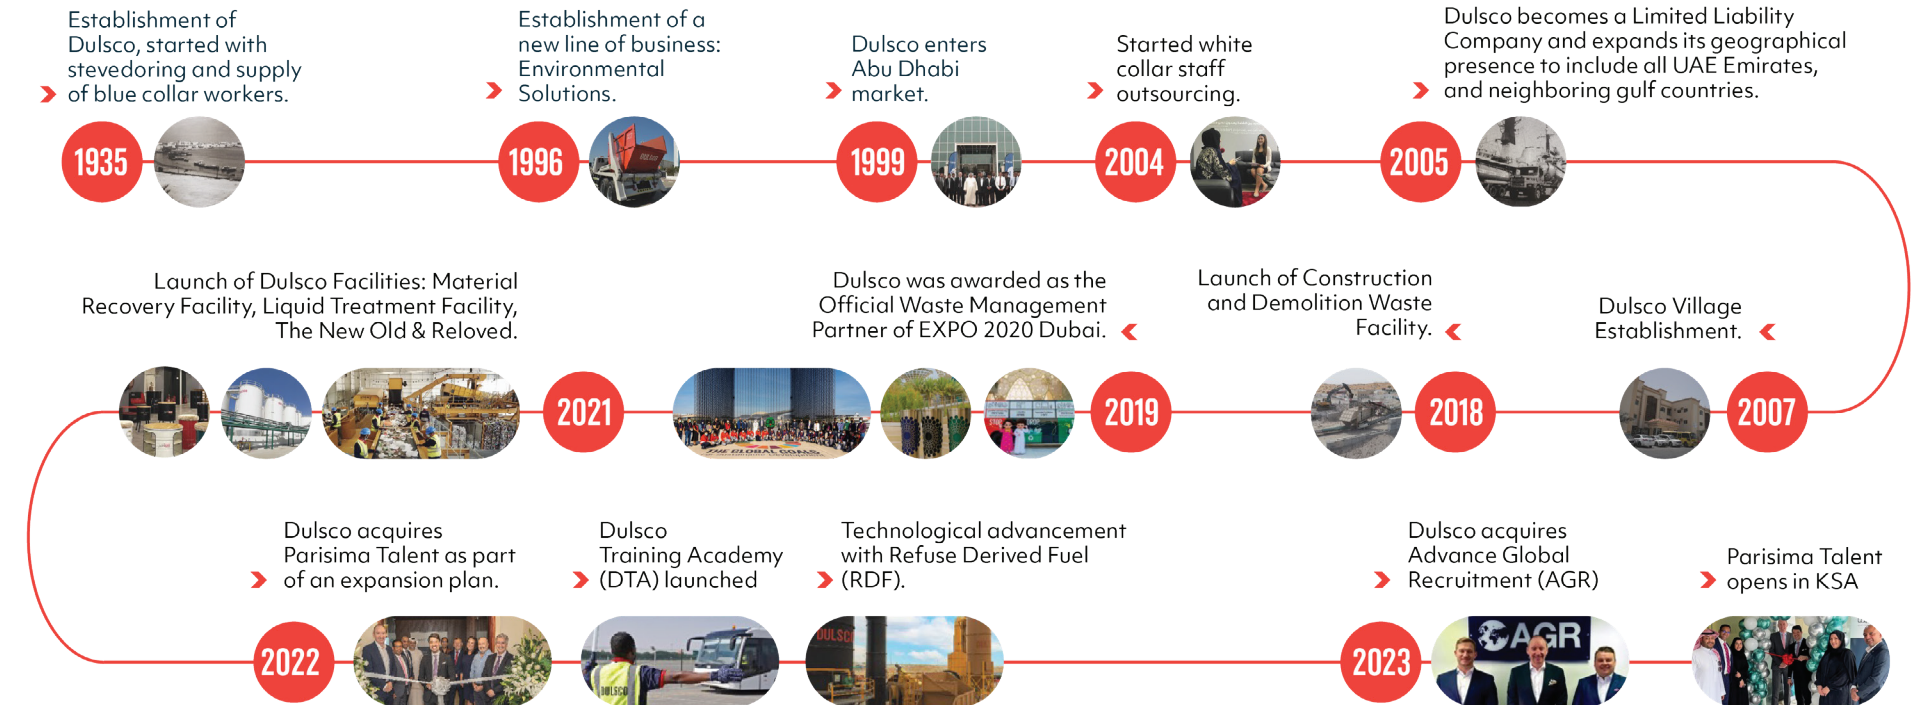 Establishment of
Dulsco, started with
stevedoring and supply
of blue collar workers.
1935
Establishment of a
new line of business:
Environmental
Solutions.
1996
DULSCO
Dulsco enters
Abu Dhabi
market.
1999
Started white
collar staff
outsourcing.
2004
Dulsco becomes a Limited Liability
Company and expands its geographical
presence to include all UAE Emirates,
and neighboring gulf countries.
2005
Dulsco Village
Establishment.
2007
Launch of Construction
and Demolition Waste
Facility.
2018
Dulsco was awarded as the
Official Waste Management
Partner of EXPO 2020 Dubai.
2019
THE GLOBAL GOALS
Launch of Dulsco Facilities: Material
Recovery Facility, Liquid Treatment Facility,
The New Old & Reloved.
2021
Dulsco acquires
Parisima Talent as part
of an expansion plan.
2022
Dulsco
Training Academy
(DTA) launched
DULSCO
Technological advancement
with Refuse Derived Fuel
(RDF).
DULSCO
Dulsco acquires
Advance Global
Recruitment (AGR)
2023
AGR
Parisima Talent
opens in KSA